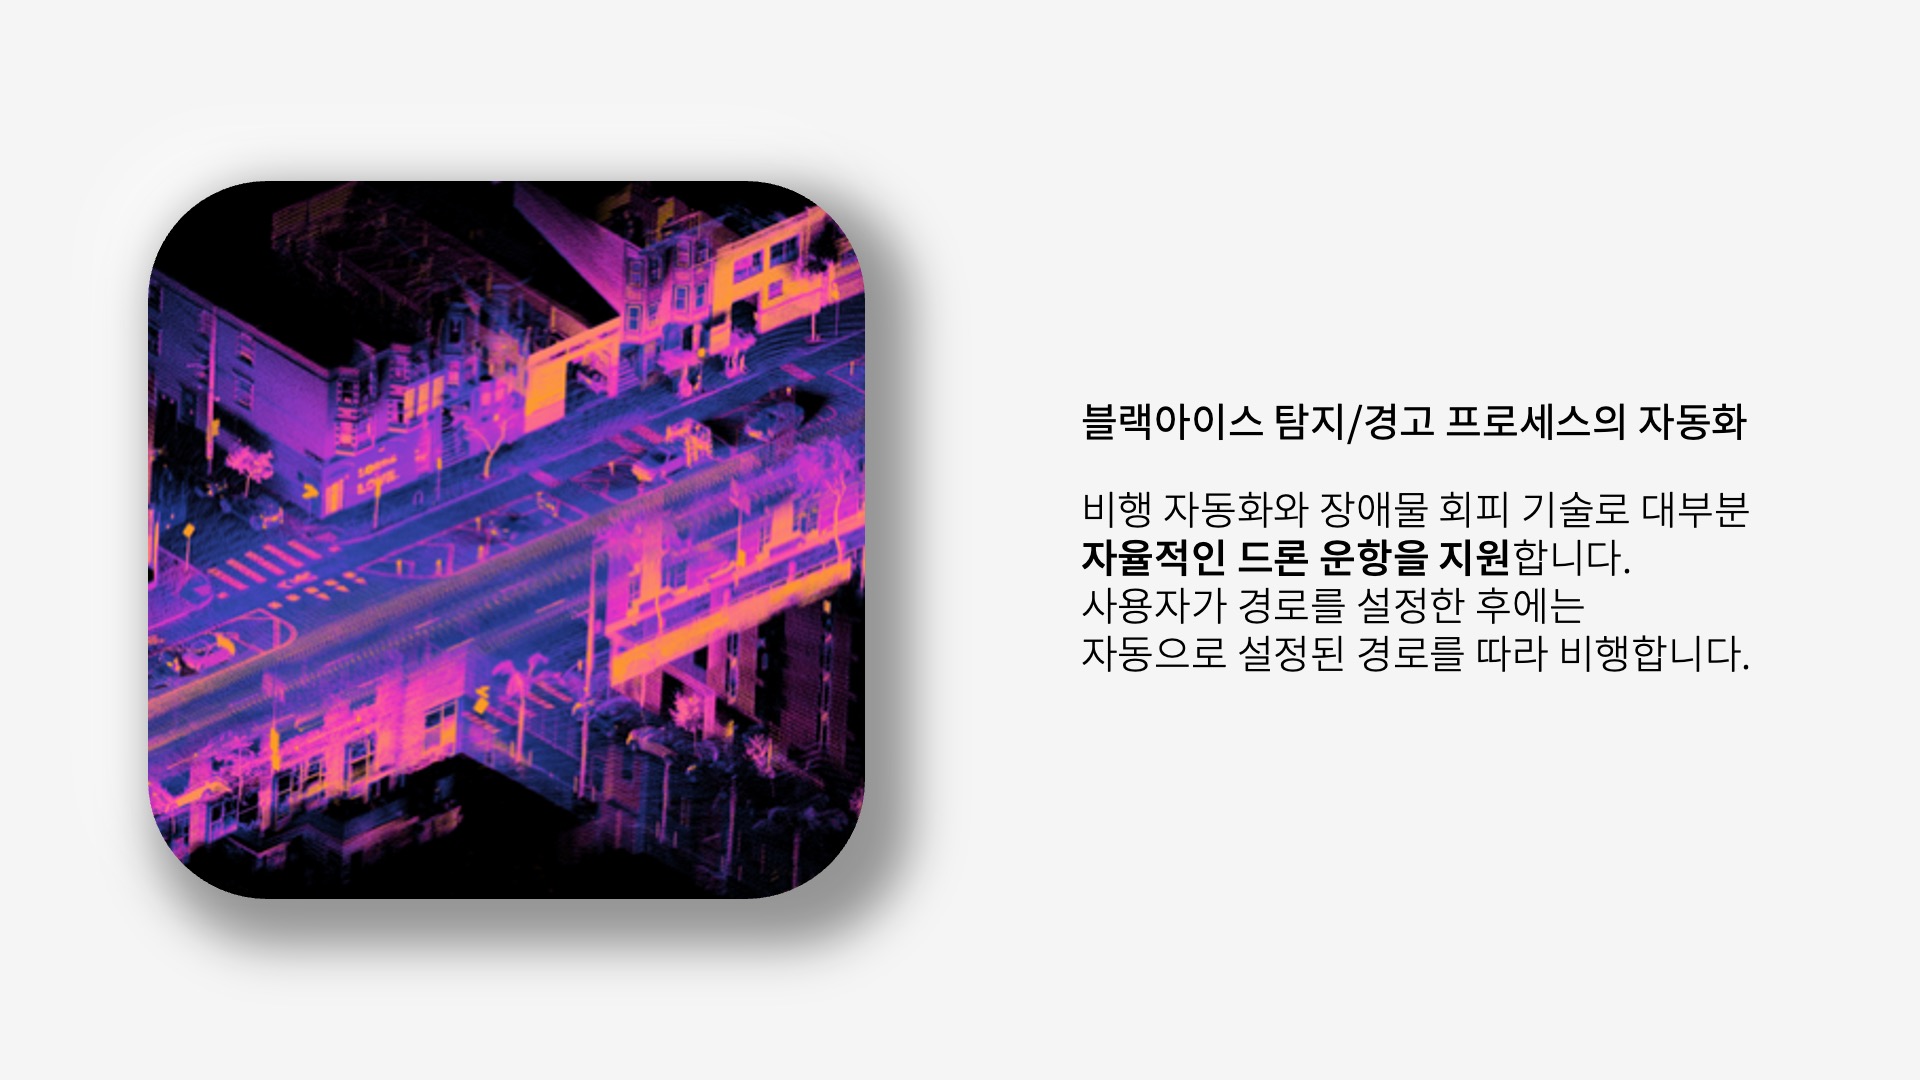 블랙아이스 탐지/경고 프로세스의 자동화
비행 자동화와 장애물 회피 기술로 대부분
자율적인 드론 운항을 지원합니다.
사용자가 경로를 설정한 후에는
자동으로 설정된 경로를 따라 비행합니다.